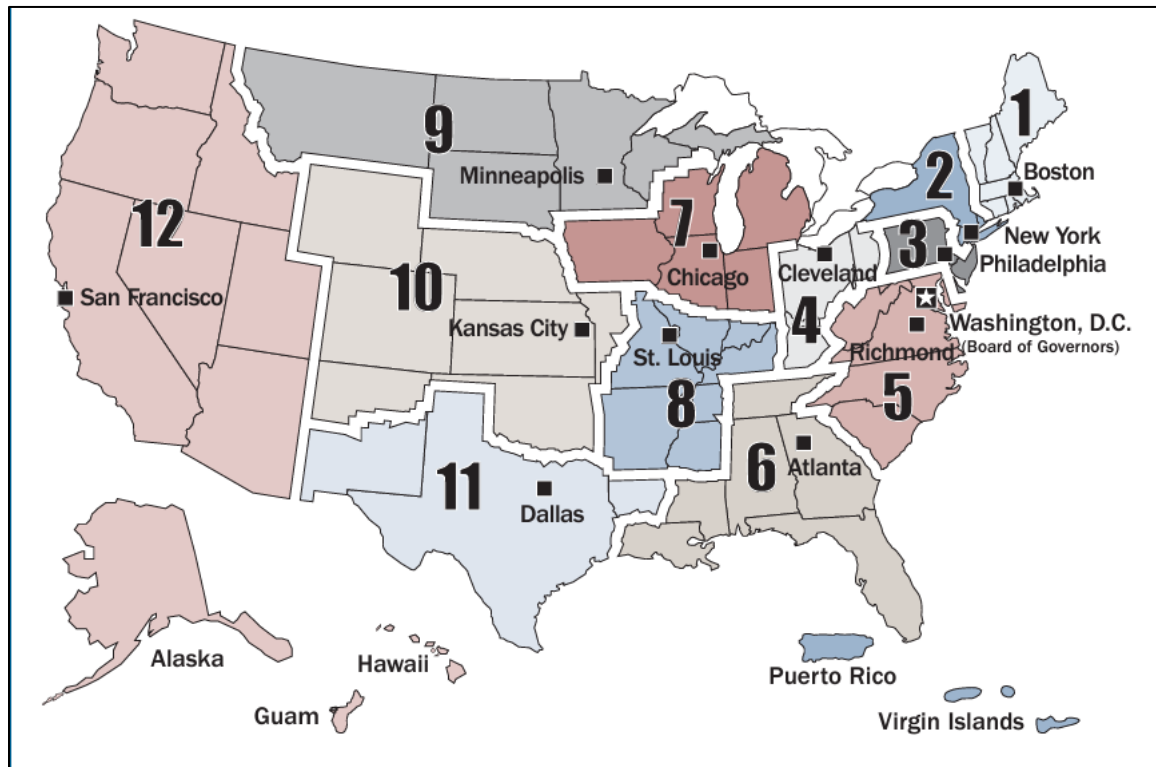 1
9
2
Boston
Minneapolis
12
7
New York
3
Philadelphia
10
Chicago
Cleveland
San Francisco
4
Washington, D.C.
(Board of Governors)
Kansas City
St. Louis
Richmond
8
5
6
Atlanta
11
Dallas
Alaska
Hawaii
Puerto Rico
Guam
Virgin Islands